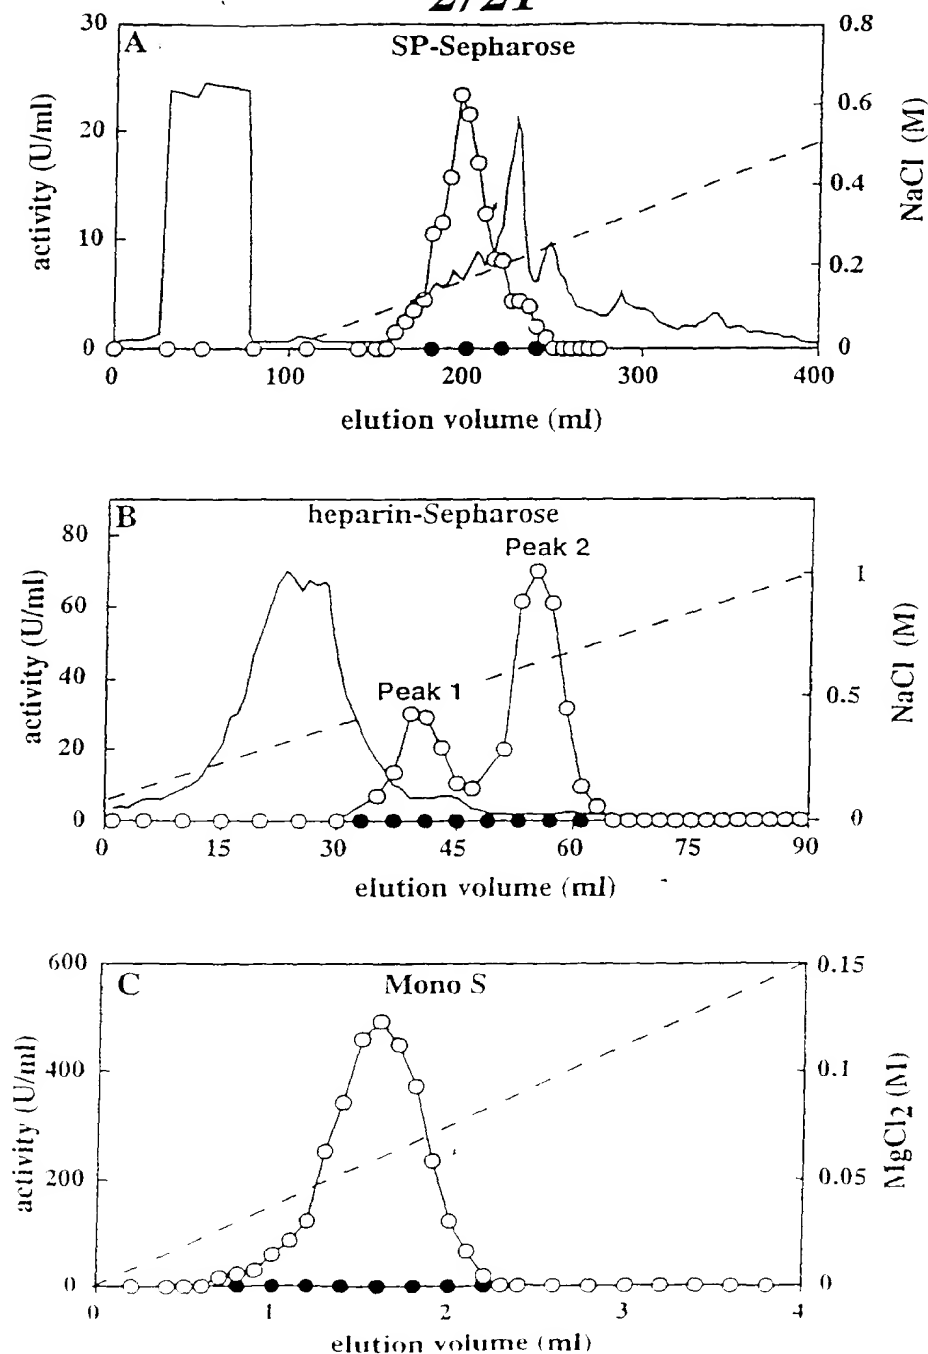 2/21
30
A
SP-Sepharose
0.8
20
10
0
activity (U/ml)
0.6
0.4
0.2
0
NaCl (M)
0 100 200 300 400
elution volume (ml)
B
heparin-Sepharose
Peak 2
Peak 1
80
60
40
20
0
activity (U/ml)
1
0.5
0
NaCl (M)
0 15 30 45 60 75 90
elution volume (ml)
C
Mono S
600
400
200
0
activity (U/ml)
0.15
0.1
0.05
0
MgCl2 (M)
0 1 2 3 4
elution volume (ml)